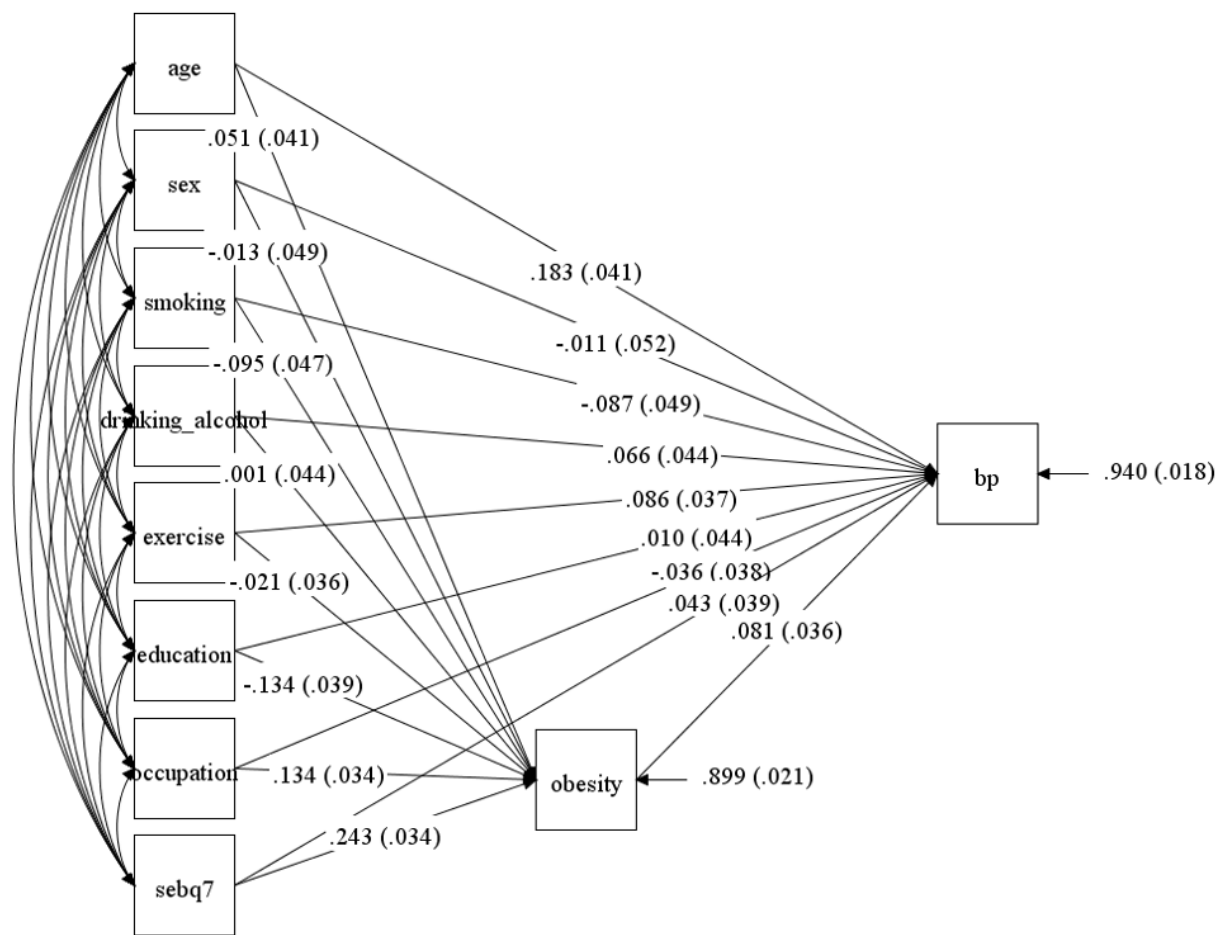 age
.051 (.041)
sex
-.013 (.049)
.183 (.041)
smoking
-.011 (.052)
-.095 (.047)
-.087 (.049)
drinking_alcohol
.066 (.044)
.001 (.044)
bp
.940 (.018)
.086 (.037)
exercise
.010 (.044)
-.036 (.038)
-.021 (.036)
.043 (.039)
.081 (.036)
education
-.134 (.039)
occupation
.134 (.034)
obesity
.899 (.021)
.243 (.034)
sebq7